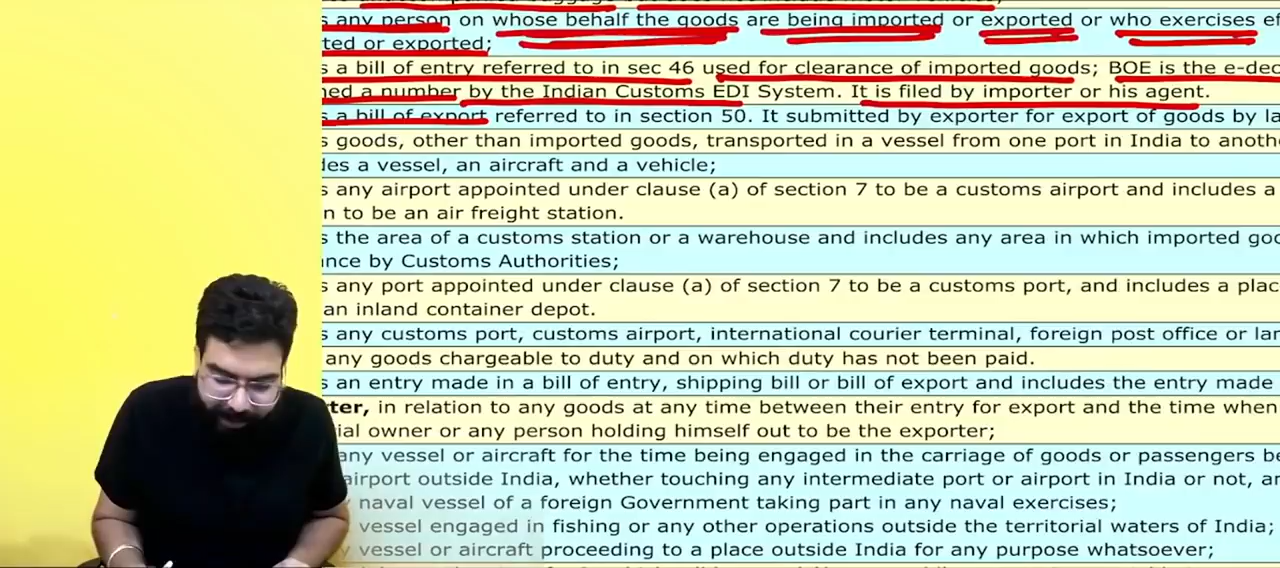 s any person on whose behalf the goods are being imported or exported or who exercises ef
ted or exported;
s a bill of entry referred to in sec 46 used for clearance of imported goods; BOE is the e-dec
ned a number by the Indian Customs EDI System. It is filed by importer or his agent.
s a bill of export referred to in section 50. It submitted by exporter for export of goods by la
s goods, other than imported goods, transported in a vessel from one port in India to anoth
des a vessel, an aircraft and a vehicle;
s any airport appointed under clause (a) of section 7 to be a customs airport and includes a
n to be an air freight station.
s the area of a customs station or a warehouse and includes any area in which imported goo
ance by Customs Authorities;
s any port appointed under clause (a) of section 7 to be a customs port, and includes a plac
an inland container depot.
s any customs port, customs airport, international courier terminal, foreign post office or lan
any goods chargeable to duty and on which duty has not been paid.
s an entry made in a bill of entry, shipping bill or bill of export and includes the entry made
ter, in relation to any goods at any time between their entry for export and the time when
ial owner or any person holding himself out to be the exporter;
any vessel or aircraft for the time being engaged in the carriage of goods or passengers be
airport outside India, whether touching any intermediate port or airport in India or not, an
naval vessel of a foreign Government taking part in any naval exercises;
vessel engaged in fishing or any other operations outside the territorial waters of India;
y vessel or aircraft proceeding to a place outside India for any purpose whatsoever;